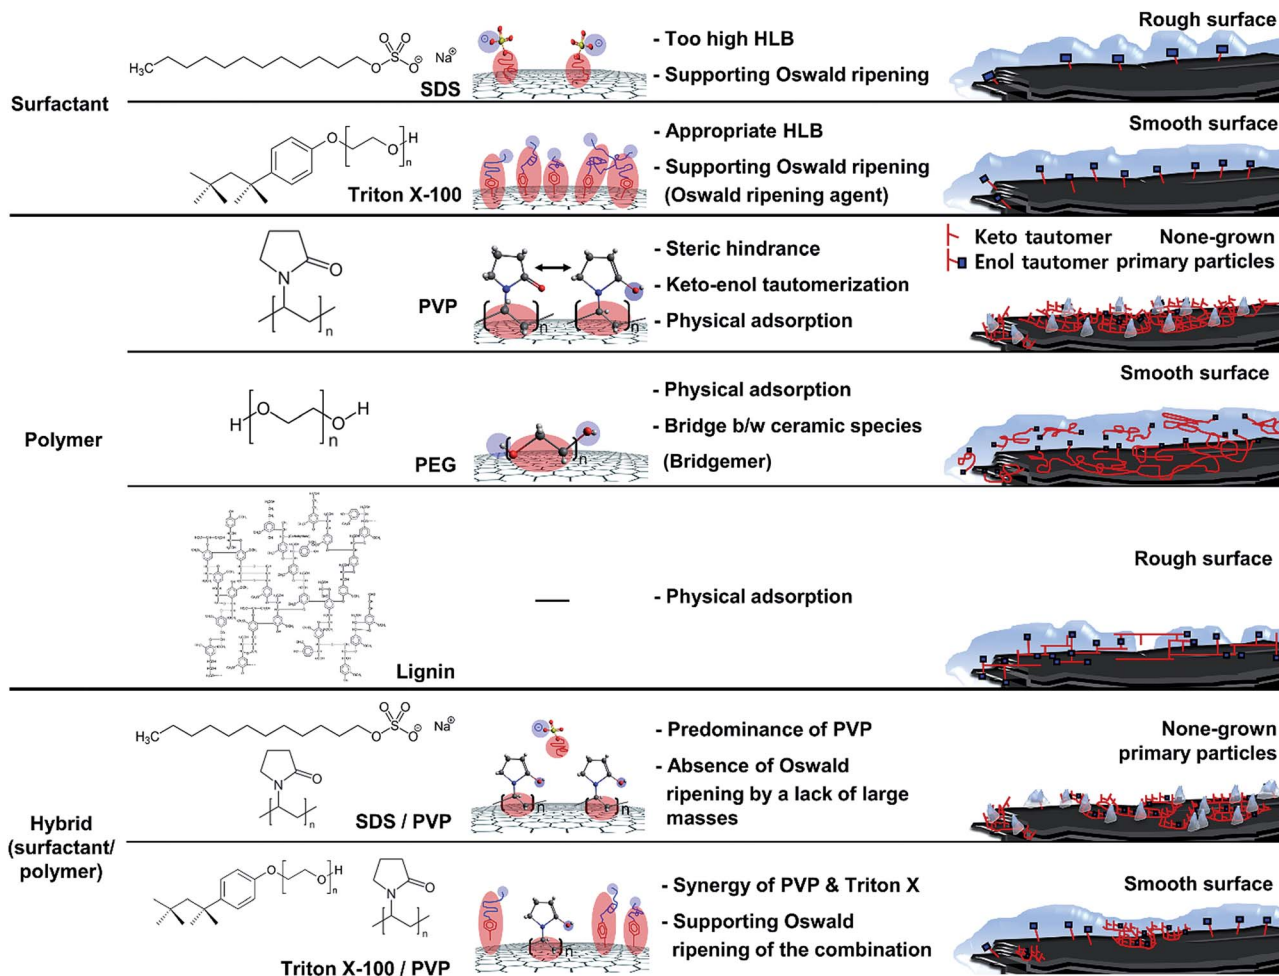 Rough surface
H₃C
O
O
S
O
O⊖
Na⊕
SDS
- Too high HLB
- Supporting Oswald ripening
Surfactant
Smooth surface
O
O
H
n
Triton X-100
- Appropriate HLB
- Supporting Oswald ripening
(Oswald ripening agent)
N
O
n
PVP
n
n
- Steric hindrance
- Keto-enol tautomerization
- Physical adsorption
Keto tautomer
Enol tautomer
None-grown
primary particles
Polymer
H
O
O
H
n
PEG
n
- Physical adsorption
- Bridge b/w ceramic species
(Bridgemer)
Smooth surface
Lignin
- Physical adsorption
Rough surface
Hybrid
(surfactant/
polymer)
H₃C
O
O
S
O
O⊖
Na⊕
N
O
n
SDS / PVP
n
n
- Predominance of PVP
- Absence of Oswald
ripening by a lack of large
masses
None-grown
primary particles
O
O
H
n
N
O
n
Triton X-100 / PVP
n
- Synergy of PVP & Triton X
- Supporting Oswald
ripening of the combination
Smooth surface